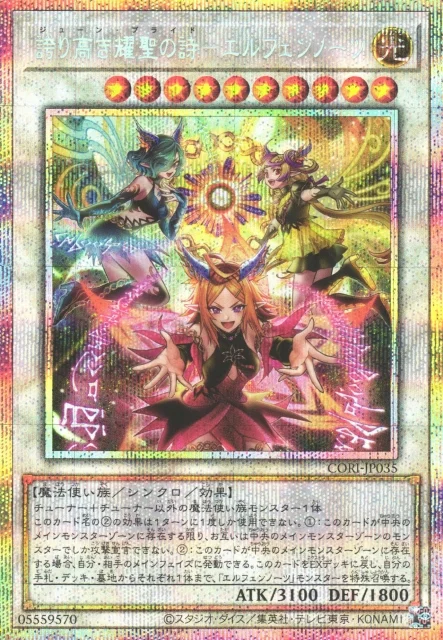 ジューン プライド
誇り高き耀聖の詩－エルフェンノーツ
光
CORI-JP035
【魔法使い族／シンクロ／効果】
チューナー＋チューナー以外の魔法使い族モンスター1体
このカード名の②の効果は1ターンに1度しか使用できない。①：このカードが中央の
メインモンスターゾーンに存在する限り、お互いは中央のメインモンスターゾーンのモン
スターでしか攻撃宣言できない。②：このカードが中央のメインモンスターゾーンに存在
する場合、自分・相手のメインフェイズに発動できる。このカードをEXデッキに戻し、自分の
手札・デッキ・墓地からそれぞれ1体まで、「エルフェンノーツ」モンスターを特殊召喚する。
ATK/3100 DEF/1800
05559570
©スタジオ・ダイス／集英社・テレビ東京・KONAMI